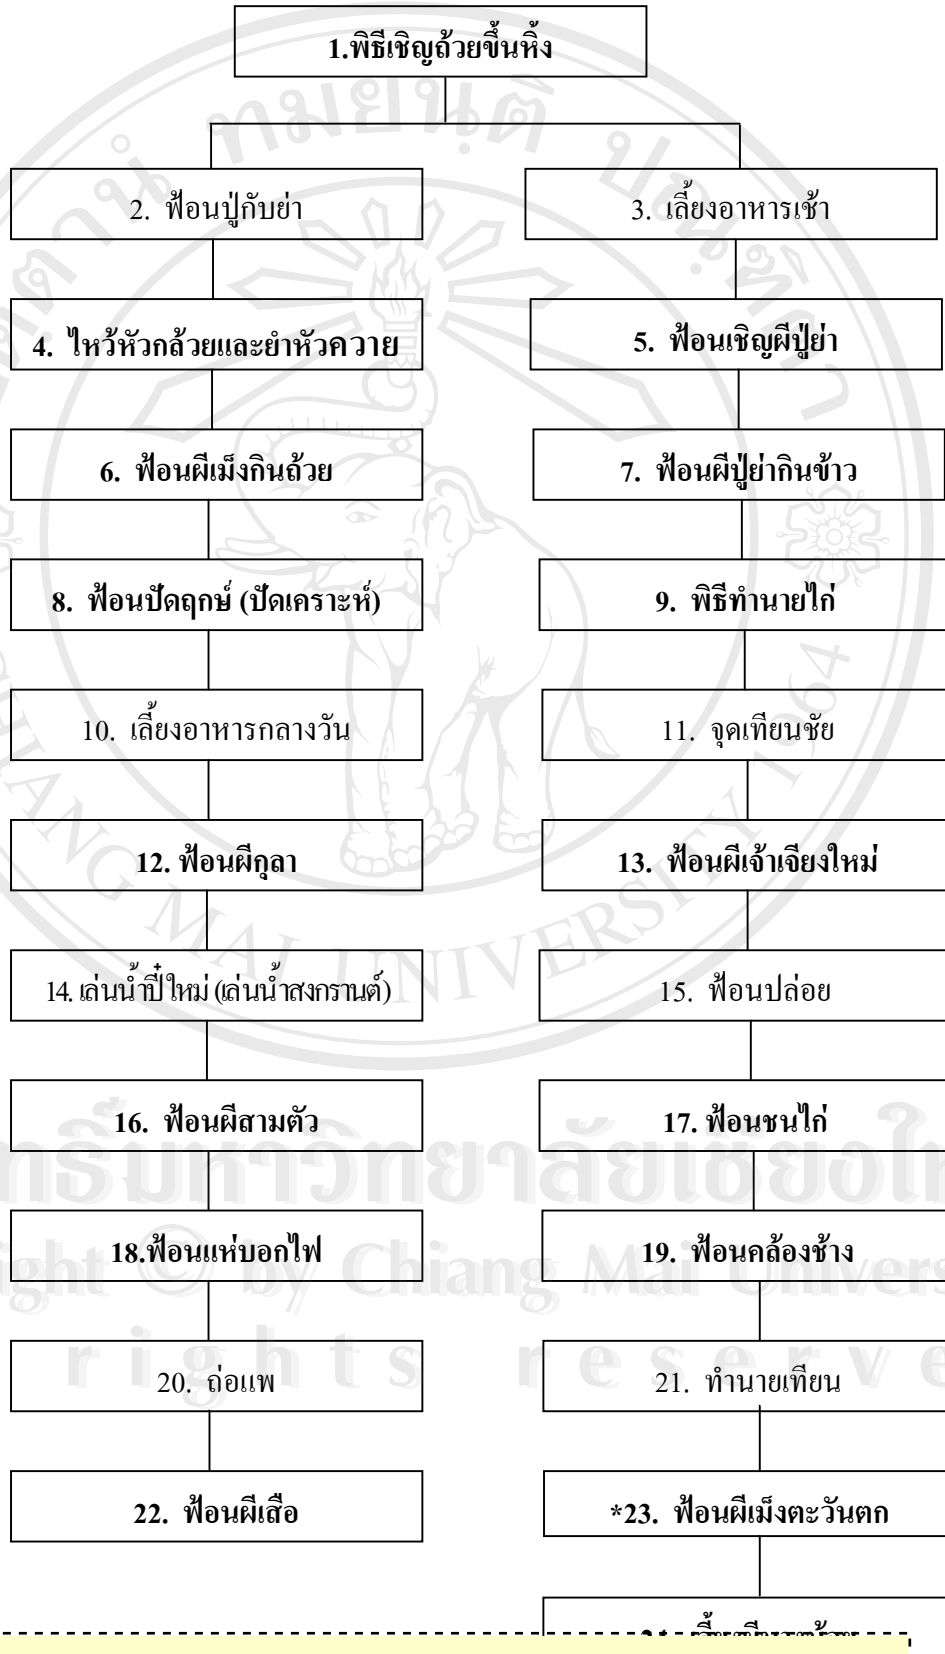 1.พิธีเชิญถ้วยขึ้นหิ้ง
2. ฟ้อนปู่กับย่า
3. เลี้ยงอาหารเช้า
4. ไหว้หัวกล้วยและยำหัวควาย
5. ฟ้อนเชิญผีปู่ย่า
6. ฟ้อนผีเม็งกินถ้วย
7. ฟ้อนผีปู่ย่ากินข้าว
8. ฟ้อนปัดฤกษ์ (ปัดเคราะห์)
9. พิธีทำนายไก่
10. เลี้ยงอาหารกลางวัน
11. จุดเทียนชัย
12. ฟ้อนผีกุลา
13. ฟ้อนผีเจ้าเจียงใหม่
14. เล่นน้ำปี๋ใหม่ (เล่นน้ำสงกรานต์)
15. ฟ้อนปล่อย
16. ฟ้อนผีสามตัว
17. ฟ้อนชนไก่
18.ฟ้อนแห่บอกไฟ
19. ฟ้อนคล้องช้าง
20. ถ่อแพ
21. ทำนายเทียน
22. ฟ้อนผีเสือ
*23. ฟ้อนผีเม็งตะวันตก
CHIANG MAI UNIVERSITY 1964
ight © by Chiang Mai Univers
rights reserve